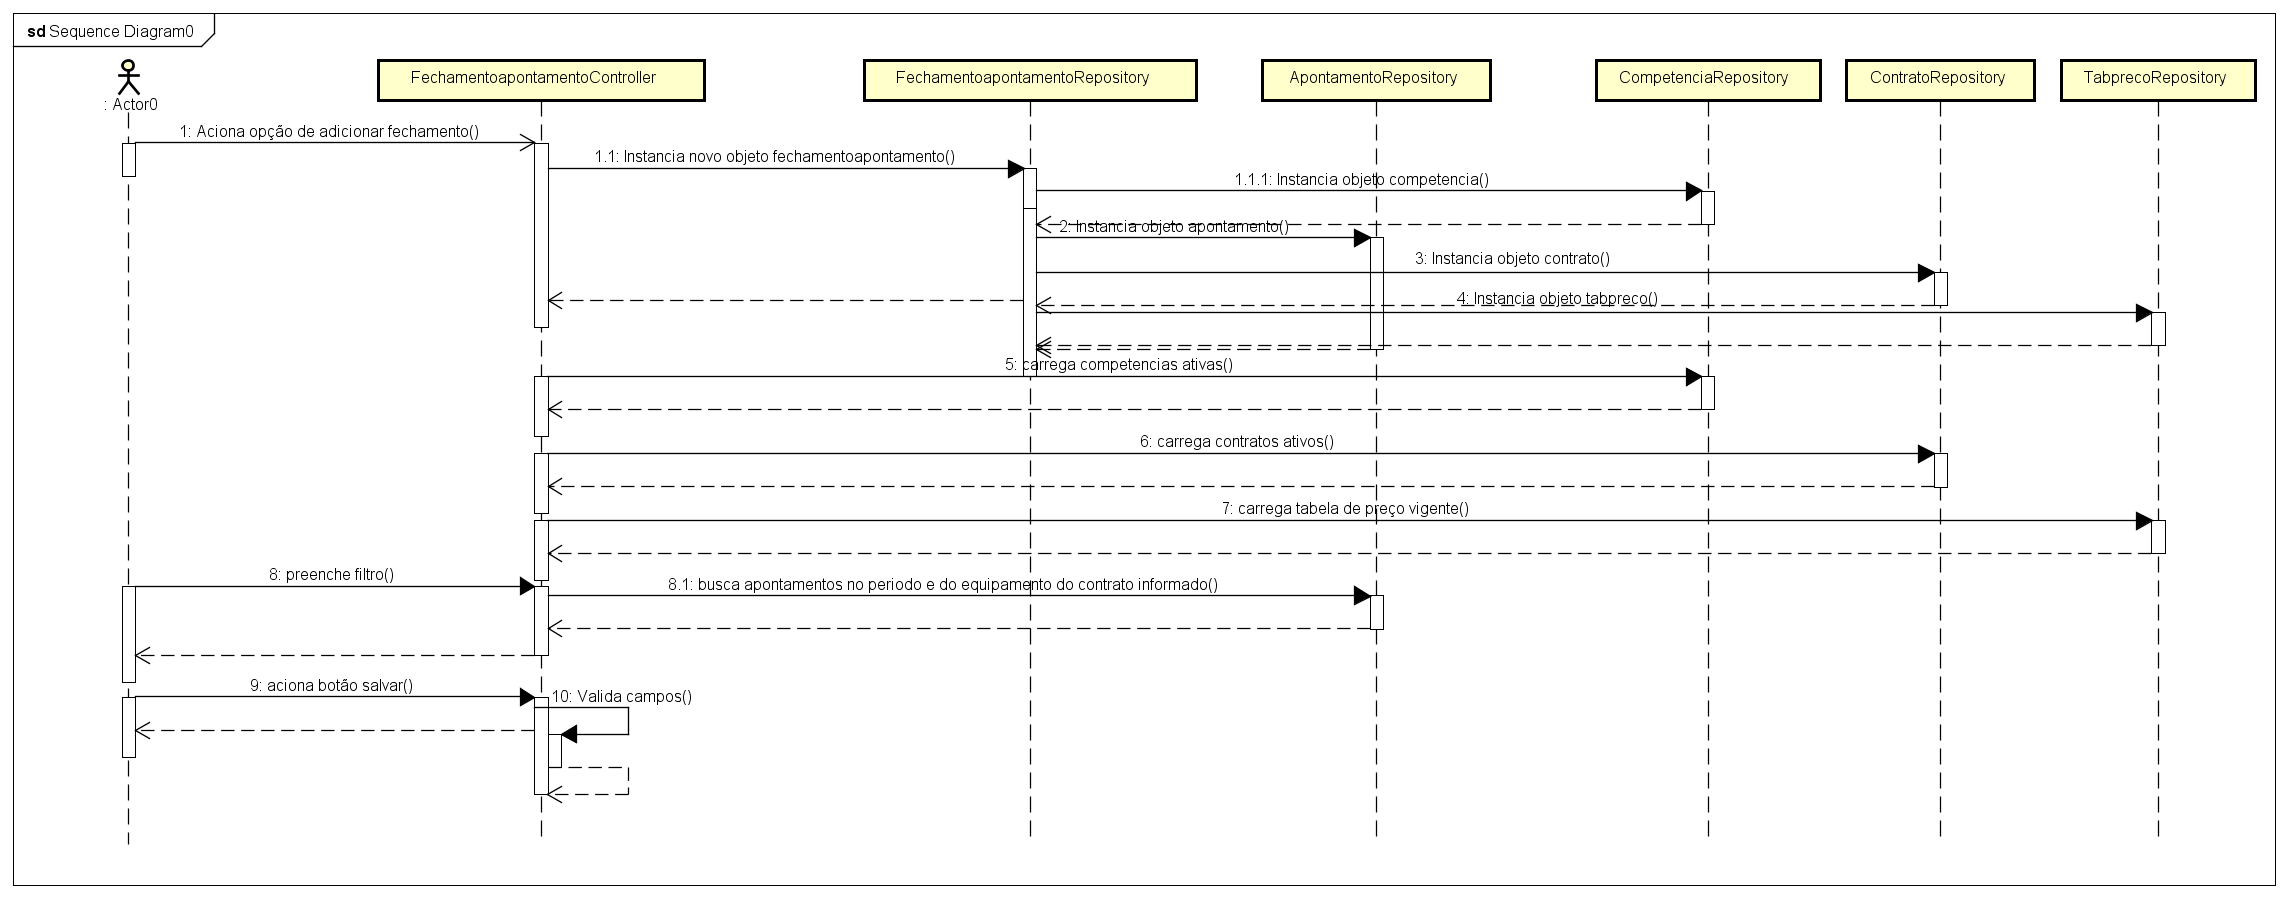 sd Sequence Diagram0
: Actor0
FechamentoapontamentoController
FechamentoapontamentoRepository
ApontamentoRepository
CompetenciaRepository
ContratoRepository
TabprecoRepository
1: Aciona opção de adicionar fechamento()
1.1: Instancia novo objeto fechamentoapontamento()
1.1.1: Instancia objeto competencia()
2: Instancia objeto apontamento()
3: Instancia objeto contrato()
4: Instancia objeto tabpreco()
5: carrega competencias ativas()
6: carrega contratos ativos()
7: carrega tabela de preço vigente()
8: preenche filtro()
8.1: busca apontamentos no periodo e do equipamento do contrato informado()
9: aciona botão salvar()
10: Valida campos()